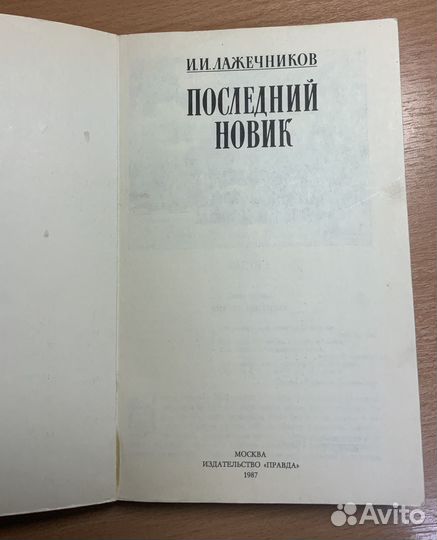 И.И.ЛАЖЕЧНИКОВ
ПОСЛЕДНИЙ
НОВИК
МОСКВА
ИЗДАТЕЛЬСТВО «ПРАВДА»
1987
Avito